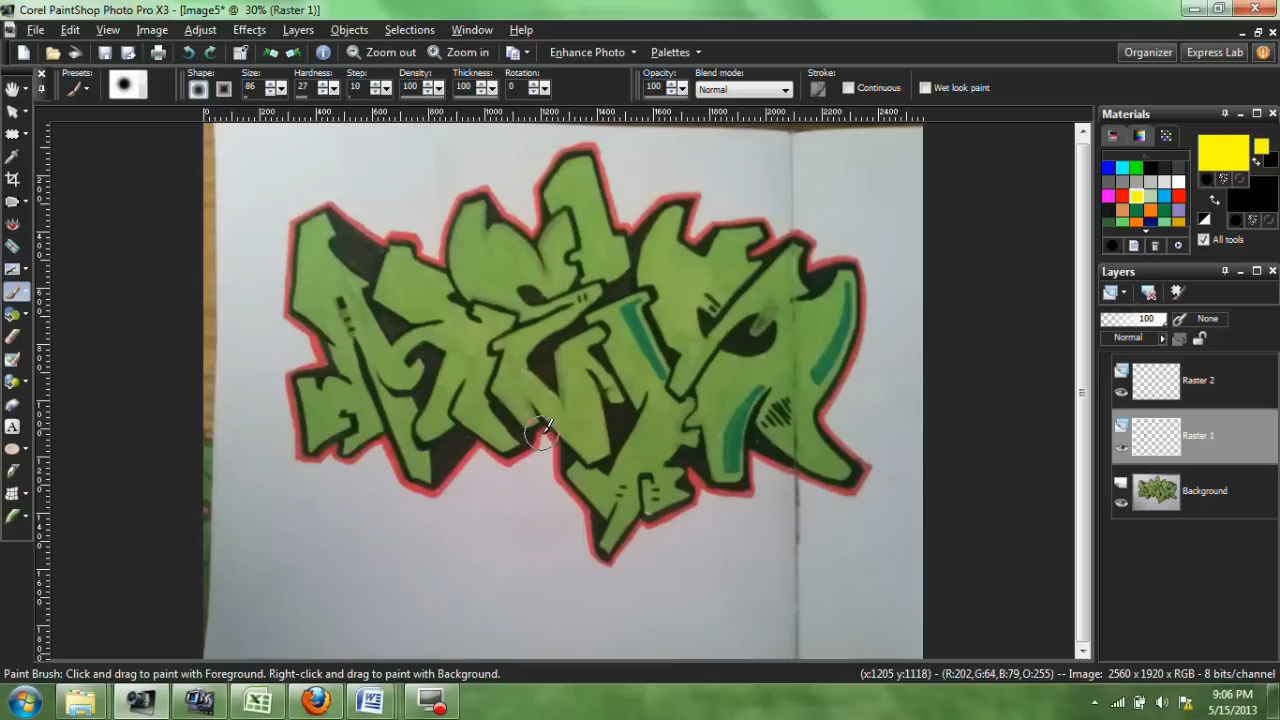 Corel PaintShop Photo Pro X3 - [Image5* @ 30% (Raster 1)]
File Edit View Image Adjust Effects Selections Layers Objects Window Help
Zoom out Zoom in Enhance Photo Palettes Organizer Express Lab
Presets: Shape: Size: Hardness: Step: Density: Thickness: Rotation: Opacity: Blend mode: Stroke:
86 27 10 100 100 0 100 Normal Continuous Wet look paint
Materials
All tools
Layers
100 None
Normal
Raster 2
Raster 1
Background
Paint Brush: Click and drag to paint with Foreground. Right-click and drag to paint with Background.
(x:1205 y:1118) - (R:202,G:64,B:79,O:255) -- Image: 2560 x 1920 x RGB - 8 bits/channel
9:06 PM
5/15/2013